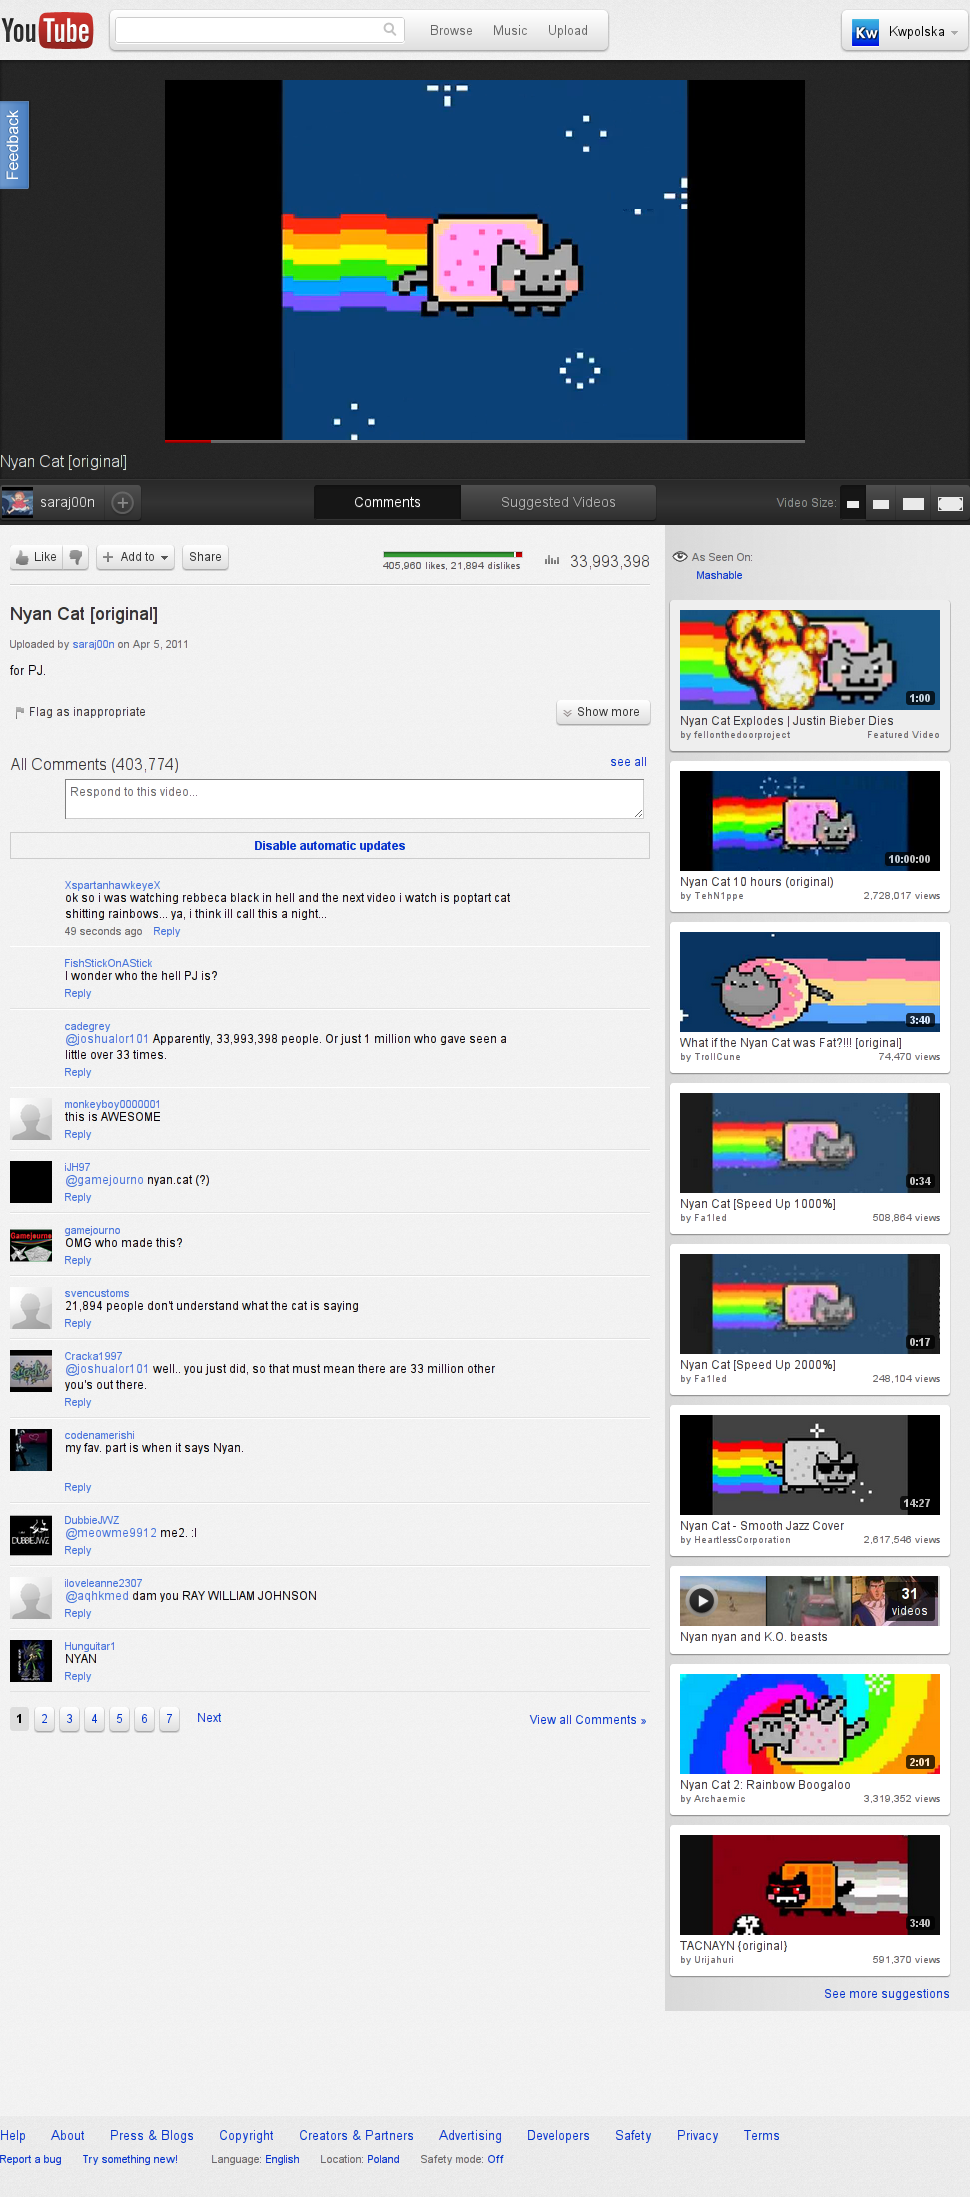 YouTube
Browse Music Upload
Kw Kwpolska
Feedback
Nyan Cat [original]
saraj00n
Comments Suggested Videos Video Size:
Like Add to Share
405,960 likes, 21,894 dislikes
33,993,398
Nyan Cat [original]
Uploaded by saraj00n on Apr 5, 2011
for PJ.
Flag as inappropriate Show more
All Comments (403,774) see all
Respond to this video...
Disable automatic updates
XspartanhawkeyeX
ok so i was watching rebbeca black in hell and the next video i watch is poptart cat
shitting rainbows... ya, i think ill call this a night...
49 seconds ago Reply
FishStickOnAStick
I wonder who the hell PJ is?
Reply
cadegrey
@joshualor101 Apparently, 33,993,398 people. Or just 1 million who gave seen a
little over 33 times.
Reply
monkeyboy0000001
this is AWESOME
Reply
iJH97
@gamejourno nyan.cat (?)
Reply
Gamejourno
gamejourno
OMG who made this?
Reply
svencustoms
21,894 people don't understand what the cat is saying
Reply
Cracka1997
@joshualor101 well.. you just did, so that must mean there are 33 million other
you's out there.
Reply
codenamerishi
my fav. part is when it says Nyan.
Reply
DUBBIEJWZ
DubbieJWZ
@meowme9912 me2. :l
Reply
iloveleanne2307
@aqhkmed dam you RAY WILLIAM JOHNSON
Reply
Hunguitar1
NYAN
Reply
1 2 3 4 5 6 7 Next
View all Comments »
As Seen On:
Mashable
1:00
Nyan Cat Explodes | Justin Bieber Dies
by fellonthedoorproject Featured Video
10:00:00
Nyan Cat 10 hours (original)
by TehN1ppe 2,728,017 views
3:40
What if the Nyan Cat was Fat?!!! [original]
by TrollCune 74,470 views
0:34
Nyan Cat [Speed Up 1000%]
by Fa1led 508,864 views
0:17
Nyan Cat [Speed Up 2000%]
by Fa1led 248,104 views
14:27
Nyan Cat - Smooth Jazz Cover
by HeartlessCorporation 2,617,546 views
31
videos
Nyan nyan and K.O. beasts
2:01
Nyan Cat 2: Rainbow Boogaloo
by Archaemic 3,319,352 views
3:40
TACNAYN {original}
by Urijahuri 591,370 views
See more suggestions
Help About Press & Blogs Copyright Creators & Partners Advertising Developers Safety Privacy Terms
Report a bug Try something new! Language: English Location: Poland Safety mode: Off